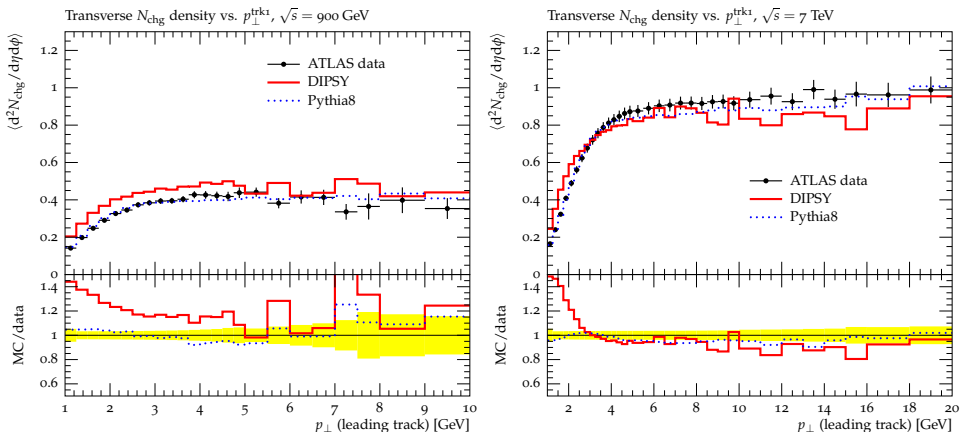 Transverse N_chg density vs. p_⊥^trk1, √s = 900 GeV
⟨d²N_chg/dηdϕ⟩
ATLAS data
DIPSY
Pythia8
1.2
1
0.8
0.6
0.4
0.2
0
MC/data
1.4
1.2
1
0.8
0.6
1 2 3 4 5 6 7 8 9 10
p_⊥ (leading track) [GeV]
Transverse N_chg density vs. p_⊥^trk1, √s = 7 TeV
⟨d²N_chg/dηdϕ⟩
ATLAS data
DIPSY
Pythia8
1.2
1
0.8
0.6
0.4
0.2
0
MC/data
1.4
1.2
1
0.8
0.6
2 4 6 8 10 12 14 16 18 20
p_⊥ (leading track) [GeV]